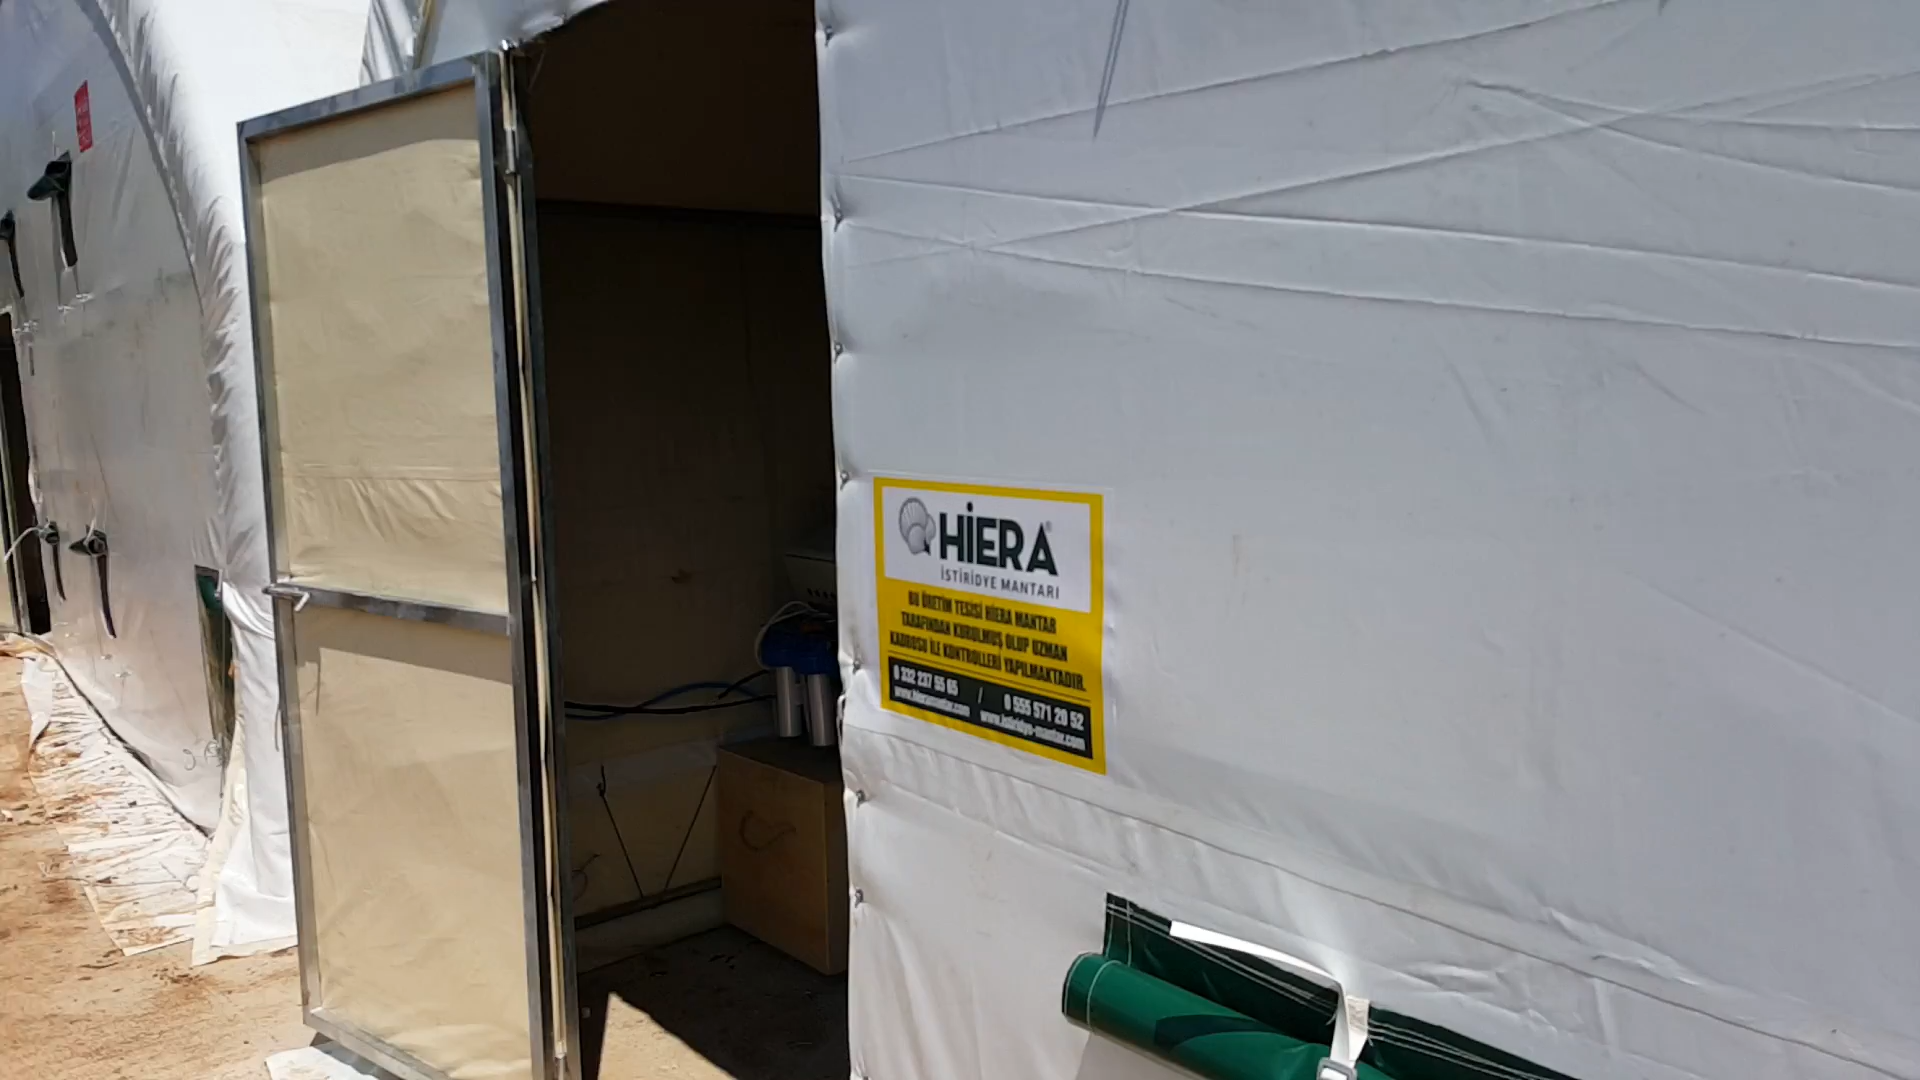 HİERA®
İSTİRİDYE MANTARI
BU ÜRETİM TESİSİ HİERA MANTAR
TARAFINDAN KURULMUŞ OLUP UZMAN
KADROSU İLE KONTROLLERİ YAPILMAKTADIR.
0 332 237 55 65 / 0 555 571 20 52
www.hieramantar.com www.istiridye-mantar.com